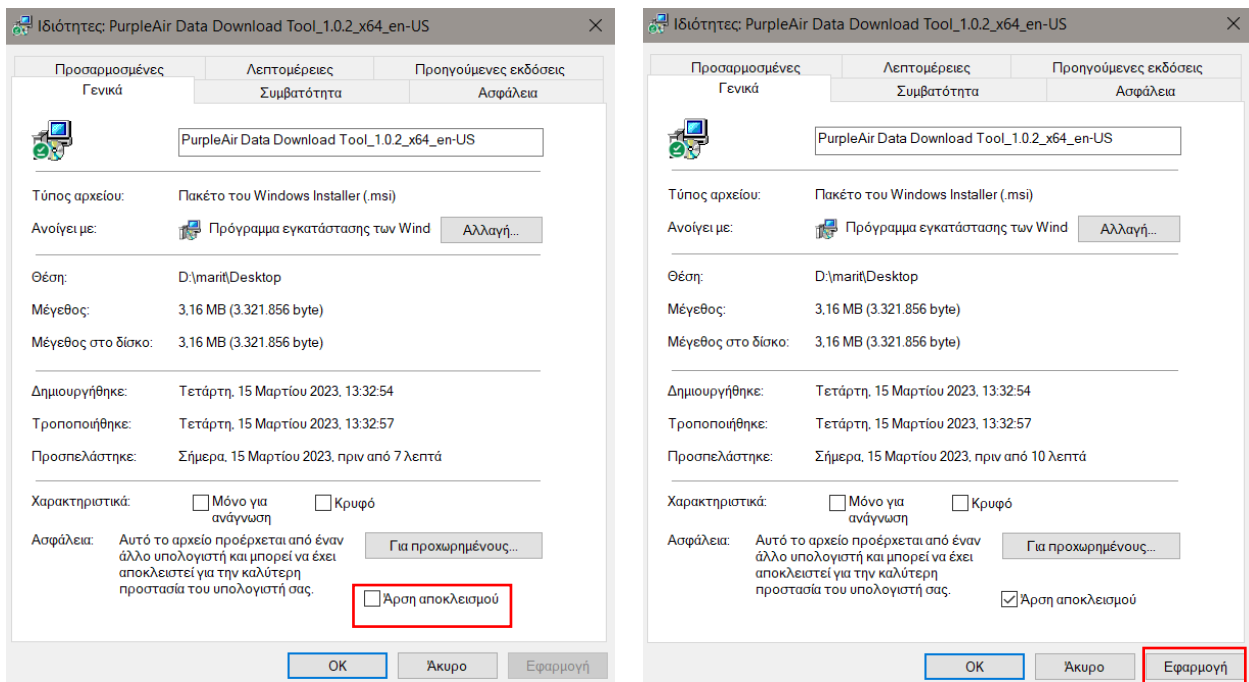 Ιδιότητες: PurpleAir Data Download Tool_1.0.2_x64_en-US
Προσαρμοσμένες Λεπτομέρειες Προηγούμενες εκδόσεις
Γενικά Συμβατότητα Ασφάλεια
PurpleAir Data Download Tool_1.0.2_x64_en-US
Τύπος αρχείου: Πακέτο του Windows Installer (.msi)
Ανοίγει με: Πρόγραμμα εγκατάστασης των Wind Αλλαγή...
Θέση: D:\marit\Desktop
Μέγεθος: 3,16 MB (3.321.856 byte)
Μέγεθος στο δίσκο: 3,16 MB (3.321.856 byte)
Δημιουργήθηκε: Τετάρτη, 15 Μαρτίου 2023, 13:32:54
Τροποποιήθηκε: Τετάρτη, 15 Μαρτίου 2023, 13:32:57
Προσπελάστηκε: Σήμερα, 15 Μαρτίου 2023, πριν από 7 λεπτά
Χαρακτηριστικά: Μόνο για Κρυφό
ανάγνωση
Ασφάλεια: Αυτό το αρχείο προέρχεται από έναν Για προχωρημένους...
άλλο υπολογιστή και μπορεί να έχει
αποκλειστεί για την καλύτερη
προστασία του υπολογιστή σας.
Άρση αποκλεισμού
OK Άκυρο Εφαρμογή
Ιδιότητες: PurpleAir Data Download Tool_1.0.2_x64_en-US
Προσαρμοσμένες Λεπτομέρειες Προηγούμενες εκδόσεις
Γενικά Συμβατότητα Ασφάλεια
PurpleAir Data Download Tool_1.0.2_x64_en-US
Τύπος αρχείου: Πακέτο του Windows Installer (.msi)
Ανοίγει με: Πρόγραμμα εγκατάστασης των Wind Αλλαγή...
Θέση: D:\marit\Desktop
Μέγεθος: 3,16 MB (3.321.856 byte)
Μέγεθος στο δίσκο: 3,16 MB (3.321.856 byte)
Δημιουργήθηκε: Τετάρτη, 15 Μαρτίου 2023, 13:32:54
Τροποποιήθηκε: Τετάρτη, 15 Μαρτίου 2023, 13:32:57
Προσπελάστηκε: Σήμερα, 15 Μαρτίου 2023, πριν από 10 λεπτά
Χαρακτηριστικά: Μόνο για Κρυφό
ανάγνωση
Ασφάλεια: Αυτό το αρχείο προέρχεται από έναν Για προχωρημένους...
άλλο υπολογιστή και μπορεί να έχει
αποκλειστεί για την καλύτερη
προστασία του υπολογιστή σας.
Άρση αποκλεισμού
OK Άκυρο Εφαρμογή